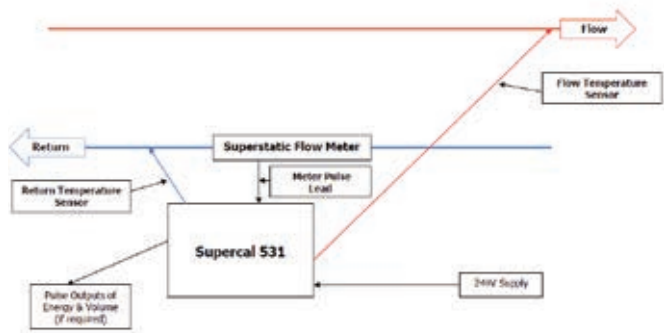 Flow
Flow Temperature
Sensor
Return
Superstatic Flow Meter
Meter Pulse
Lead
Return Temperature
Sensor
Supercal 531
Pulse Outputs of
Energy & Volume
(if required)
24V Supply